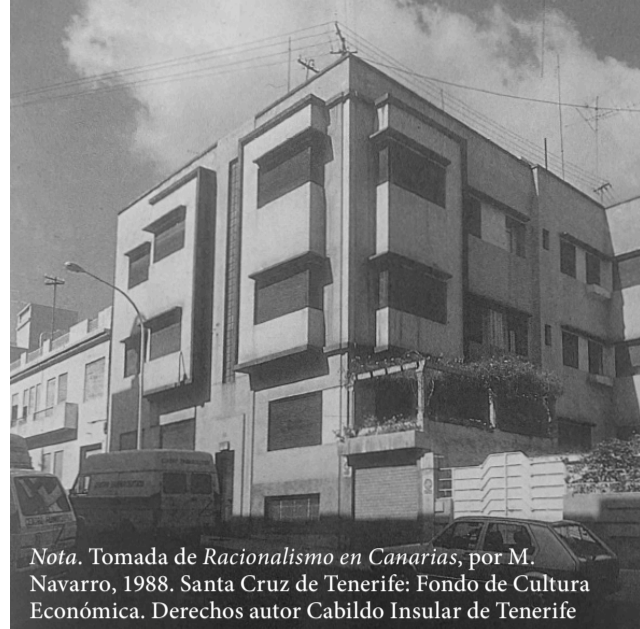 Nota. Tomada de Racionalismo en Canarias, por M.
Navarro, 1988. Santa Cruz de Tenerife: Fondo de Cultura
Económica. Derechos autor Cabildo Insular de Tenerife